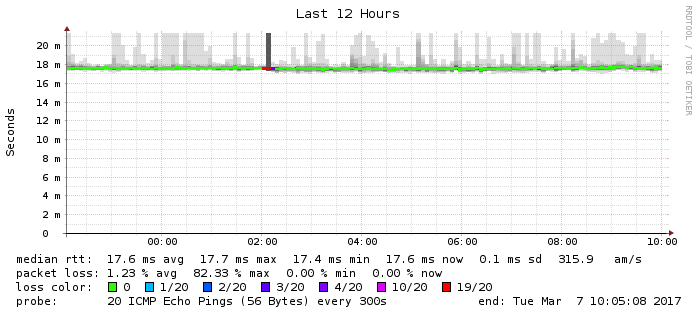 Last 12 Hours
RRDTOOL / TOBI OETIKER
Seconds
20 m
18 m
16 m
14 m
12 m
10 m
8 m
6 m
4 m
2 m
0
00:00 02:00 04:00 06:00 08:00 10:00
median rtt: 17.6 ms avg 17.7 ms max 17.4 ms min 17.6 ms now 0.1 ms sd 315.9 am/s
packet loss: 1.23 % avg 82.33 % max 0.00 % min 0.00 % now
loss color: 0 1/20 2/20 3/20 4/20 10/20 19/20
probe: 20 ICMP Echo Pings (56 Bytes) every 300s end: Tue Mar 7 10:05:08 2017